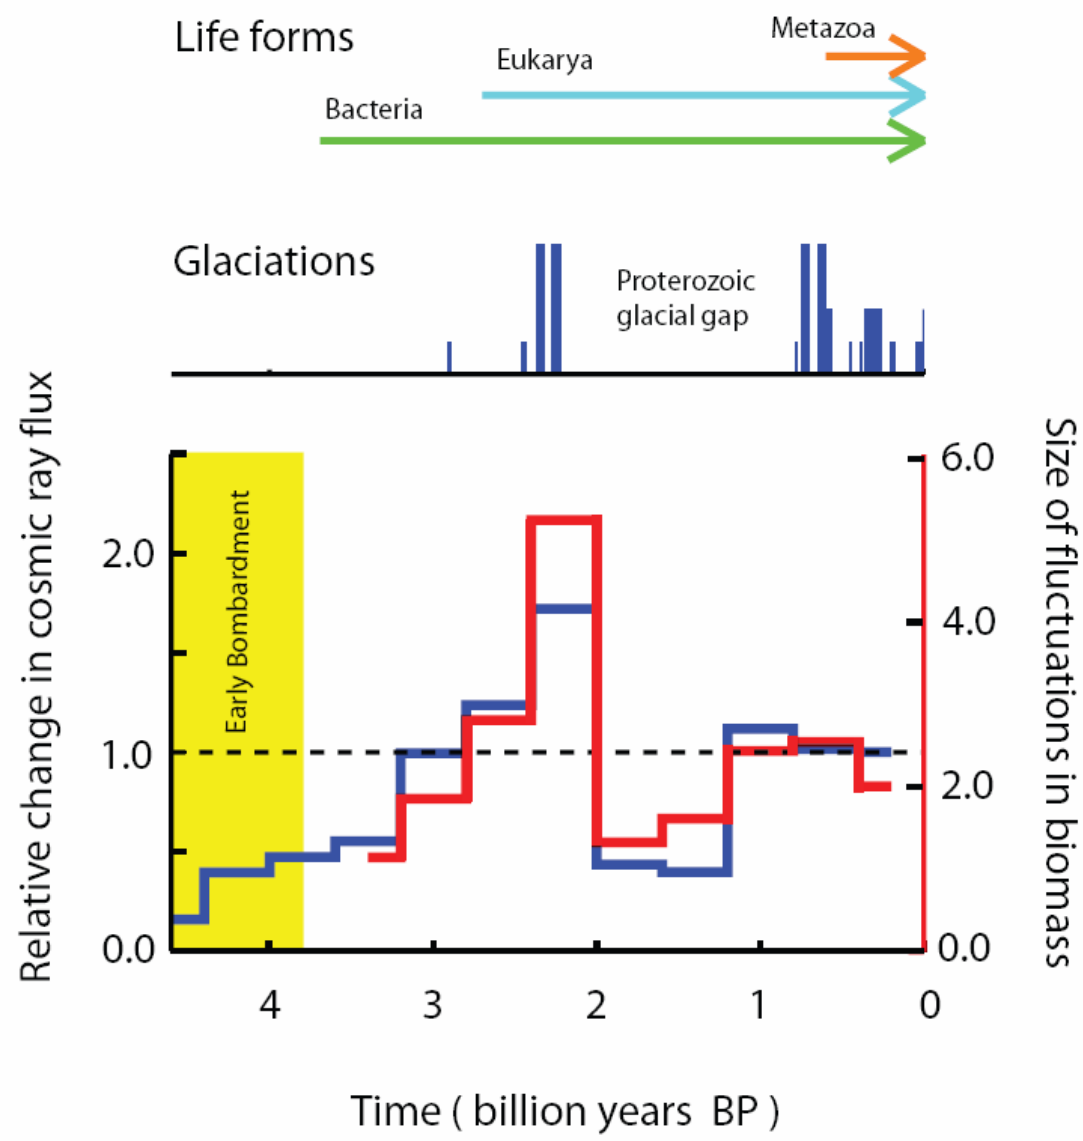 Life forms
Metazoa
Eukarya
Bacteria
Glaciations
Proterozoic
glacial gap
Relative change in cosmic ray flux
Early Bombardment
2.0
1.0
0.0
6.0
4.0
2.0
0.0
Size of fluctuations in biomass
4
3
2
1
0
Time ( billion years BP )